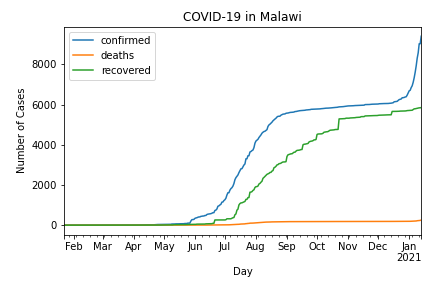 COVID-19 in Malawi
confirmed
deaths
recovered
Number of Cases
8000
6000
4000
2000
0
Feb Mar Apr May Jun Jul Aug Sep Oct Nov Dec Jan
2021
Day